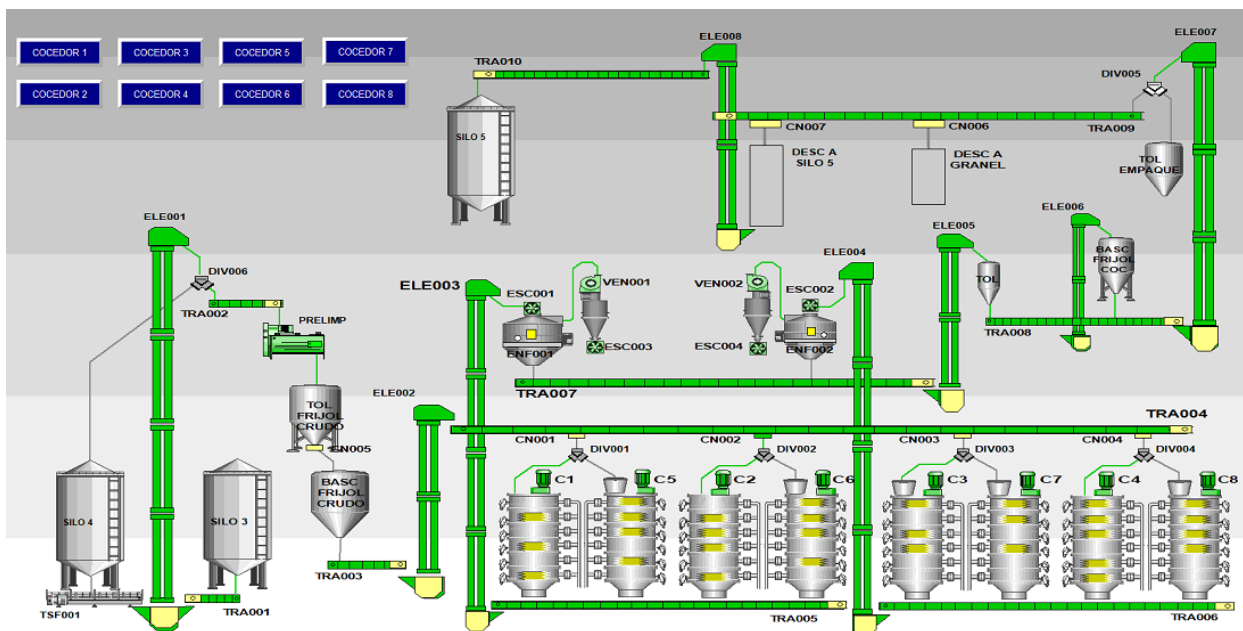 COCEDOR 1
COCEDOR 3
COCEDOR 5
COCEDOR 7
COCEDOR 2
COCEDOR 4
COCEDOR 6
COCEDOR 8
ELE008
ELE007
TRA010
DIV005
SILO 5
CN007
CN006
TRA009
DESC A
SILO 5
DESC A
GRANEL
TOL
EMPAQUE
ELE001
ELE006
ELE005
DIV006
ELE004
BASC
FRIJOL
COC
ELE003
ESC001
VEN001
VEN002
ESC002
TOL
TRA002
PRELIMP
TRA008
ENF001
ESC003
ESC004
ENF002
TRA007
ELE002
TOL
FRIJOL
CRUDO
TRA004
CN005
CN001
DIV001
CN002
DIV002
CN003
DIV003
CN004
DIV004
BASC
FRIJOL
CRUDO
C1
C5
C2
C6
C3
C7
C4
C8
SILO 4
SILO 3
TRA003
TSF001
TRA001
TRA005
TRA006